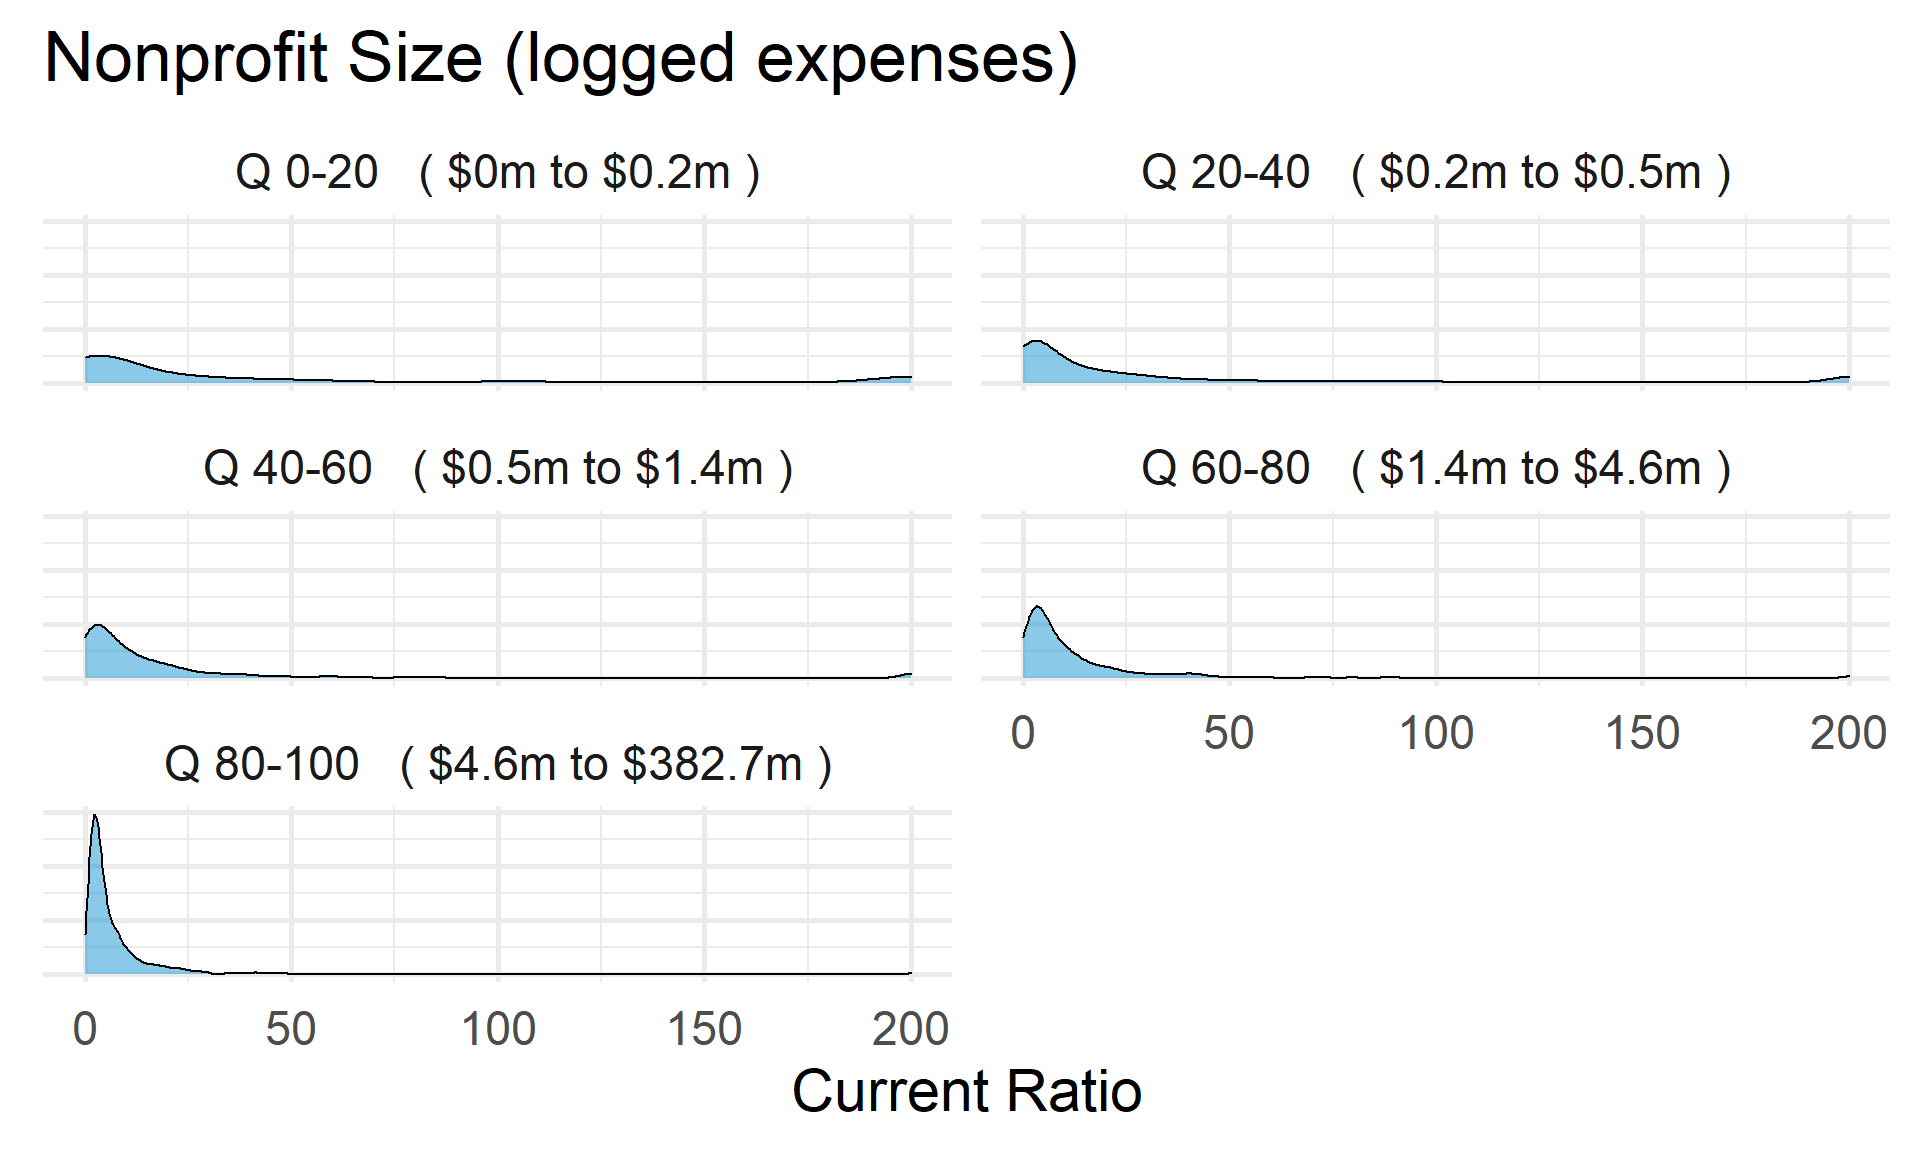 Nonprofit Size (logged expenses)
Q 0-20 ( $0m to $0.2m )
Q 20-40 ( $0.2m to $0.5m )
Q 40-60 ( $0.5m to $1.4m )
Q 60-80 ( $1.4m to $4.6m )
0 50 100 150 200
Q 80-100 ( $4.6m to $382.7m )
0 50 100 150 200
Current Ratio